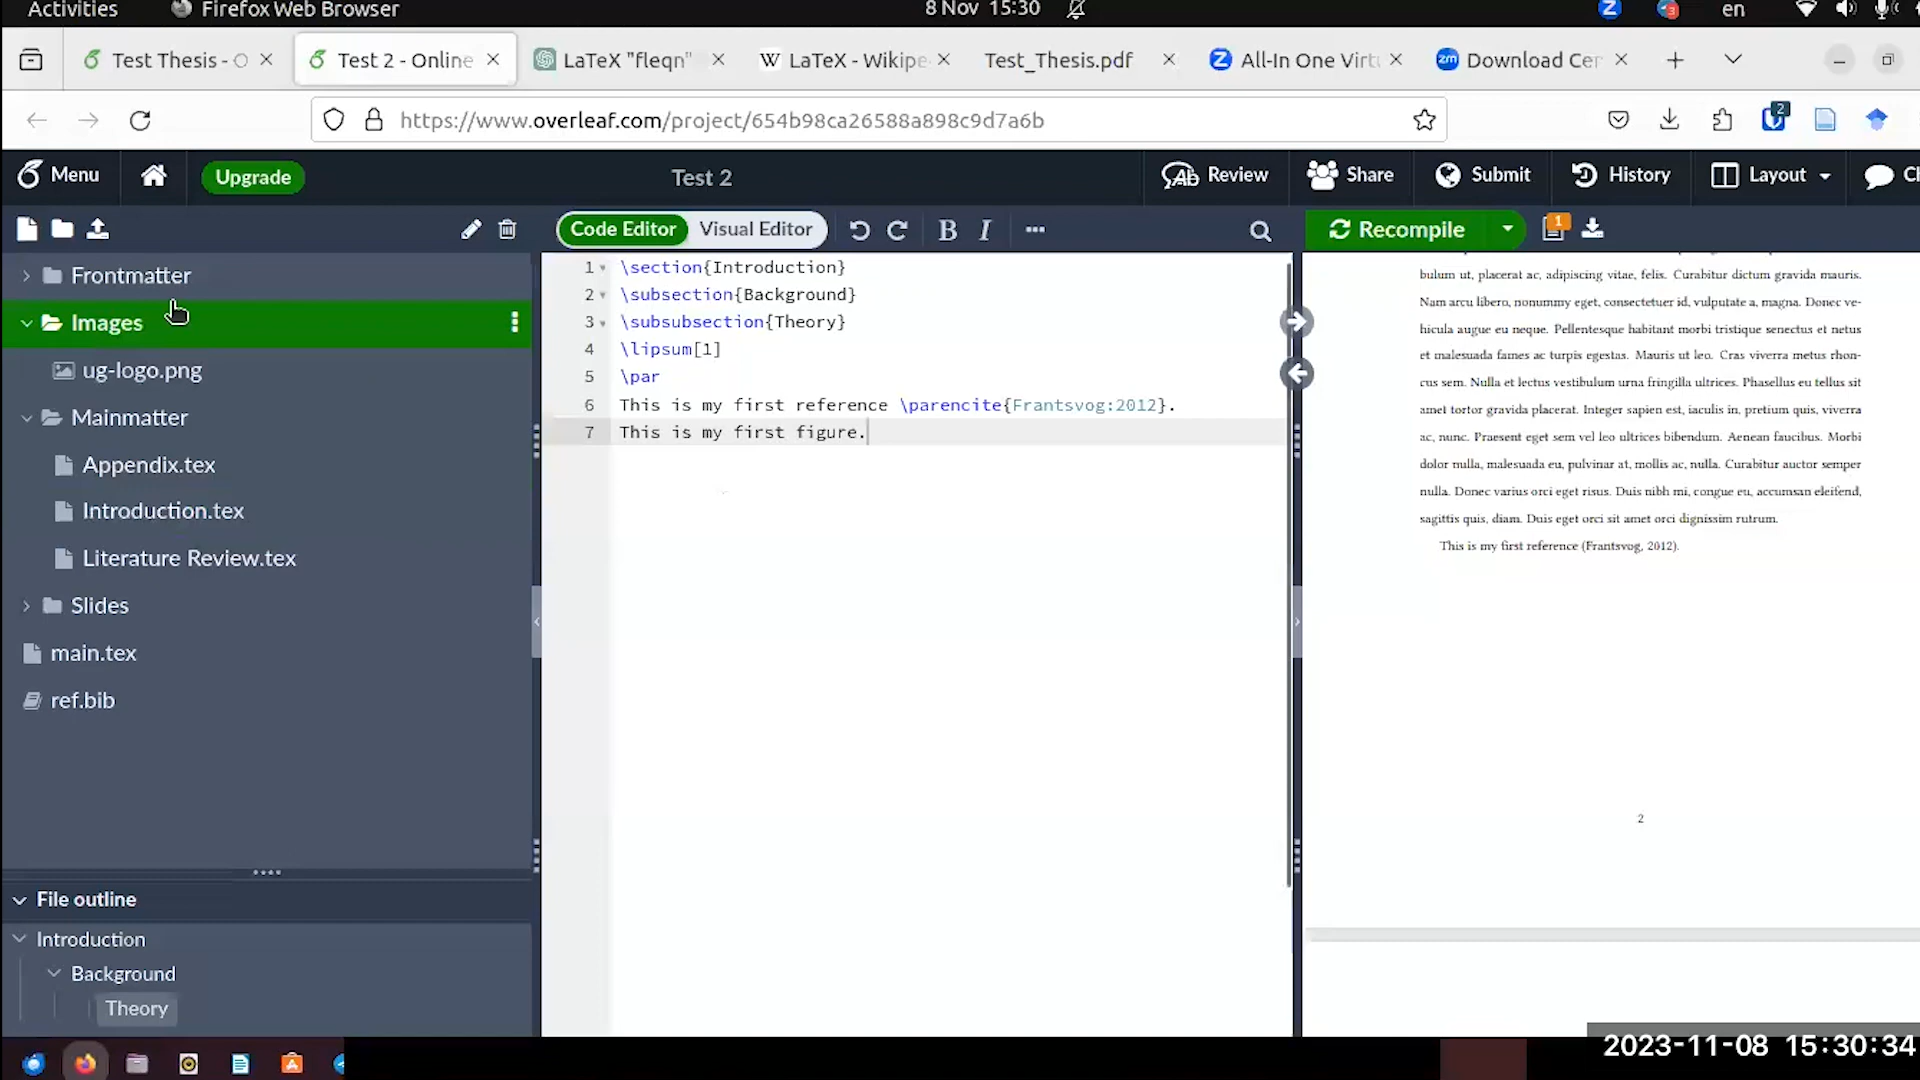 Activities Firefox Web Browser 8 Nov 15:30 en
Test Thesis - O Test 2 - Online LaTeX "fleqn" LaTeX - Wikipe Test_Thesis.pdf All-In One Virtu Download Cen
https://www.overleaf.com/project/654b98ca26588a898c9d7a6b 2
Menu Upgrade Test 2 Review Share Submit History Layout Ch
Code Editor Visual Editor B I Recompile 1
Frontmatter
Images
ug-logo.png
Mainmatter
Appendix.tex
Introduction.tex
Literature Review.tex
Slides
main.tex
ref.bib
File outline
Introduction
Background
Theory
1 \section{Introduction}
2 \subsection{Background}
3 \subsubsection{Theory}
4 \lipsum[1]
5 \par
6 This is my first reference \parencite{Frantsvog:2012}.
7 This is my first figure.
bulum ut, placerat ac, adipiscing vitae, felis. Curabitur dictum gravida mauris.
Nam arcu libero, nonummy eget, consectetuer id, vulputate a, magna. Donec ve-
hicula augue eu neque. Pellentesque habitant morbi tristique senectus et netus
et malesuada fames ac turpis egestas. Mauris ut leo. Cras viverra metus rhon-
cus sem. Nulla et lectus vestibulum urna fringilla ultrices. Phasellus eu tellus sit
amet tortor gravida placerat. Integer sapien est, iaculis in, pretium quis, viverra
ac, nunc. Praesent eget sem vel leo ultrices bibendum. Aenean faucibus. Morbi
dolor nulla, malesuada eu, pulvinar at, mollis ac, nulla. Curabitur auctor semper
nulla. Donec varius orci eget risus. Duis nibh mi, congue eu, accumsan eleifend,
sagittis quis, diam. Duis eget orci sit amet orci dignissim rutrum.
This is my first reference (Frantsvog, 2012).
2
2023-11-08 15:30:34